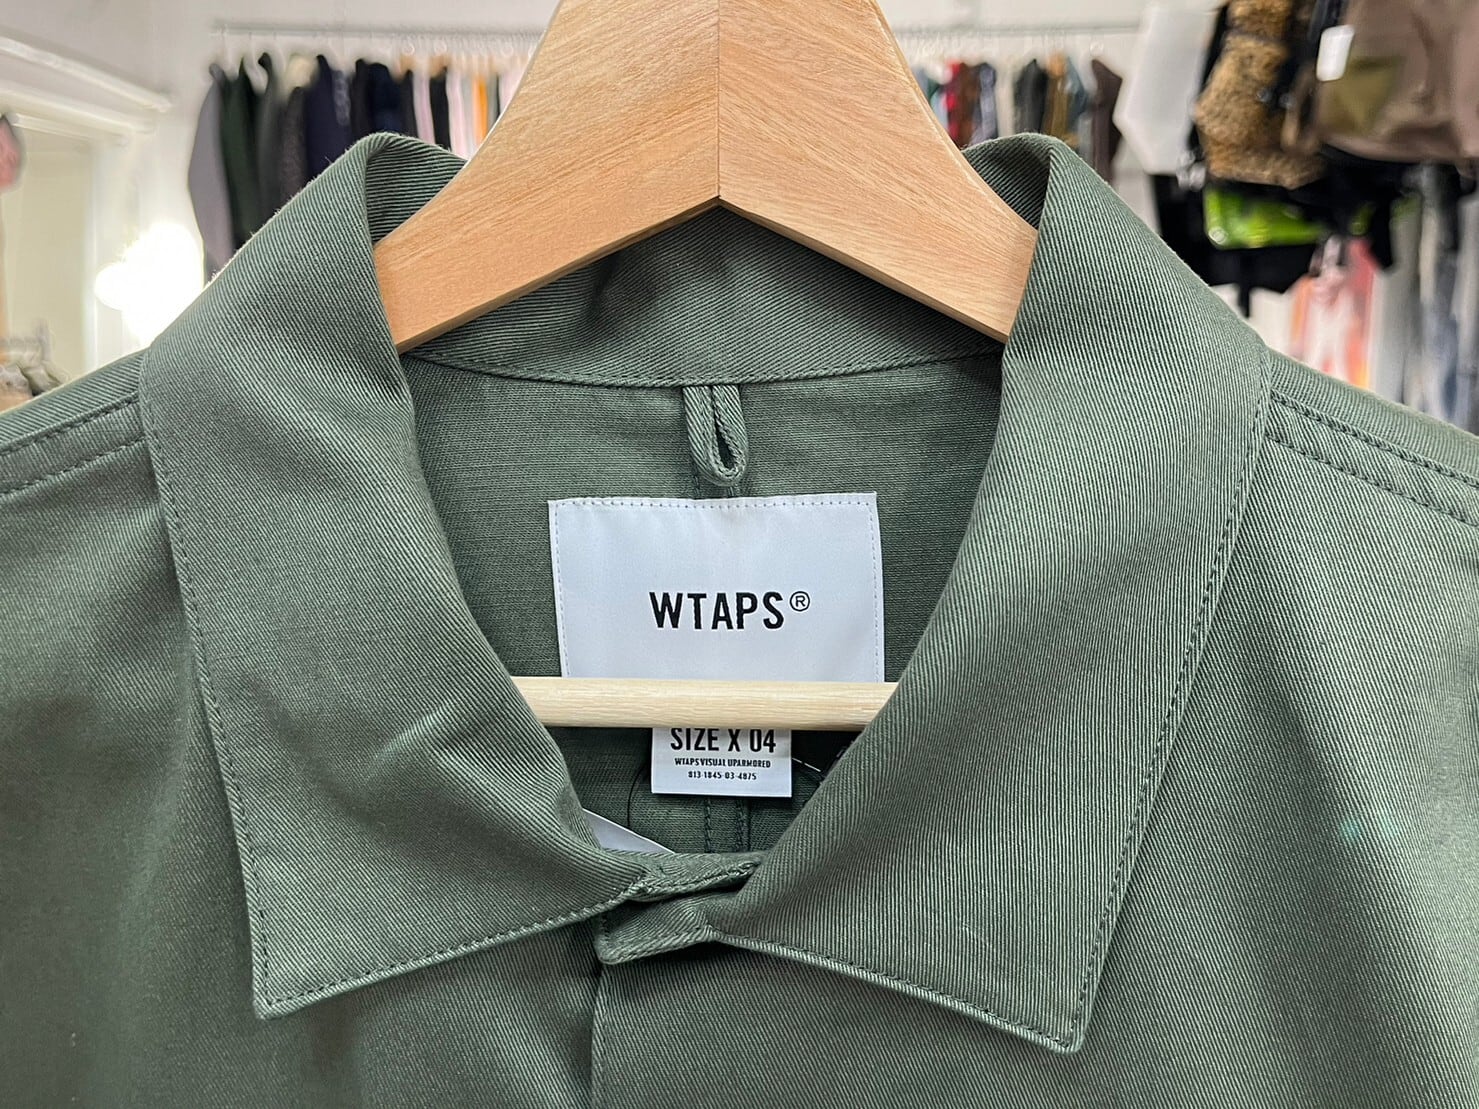 WTAPS®
SIZE X 04
WTAPS VISUAL UPARMORED
813-1845-03-4875